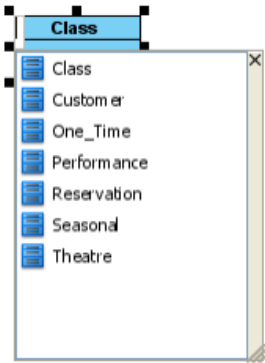 Class
Class
Customer
One_Time
Performance
Reservation
Seasonal
Theatre